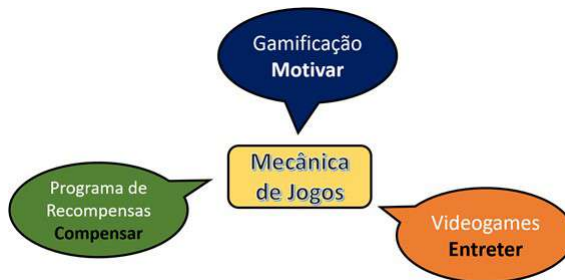 Gamificação
Motivar
Mecânica
de Jogos
Programa de
Recompensas
Compensar
Videogames
Entreter